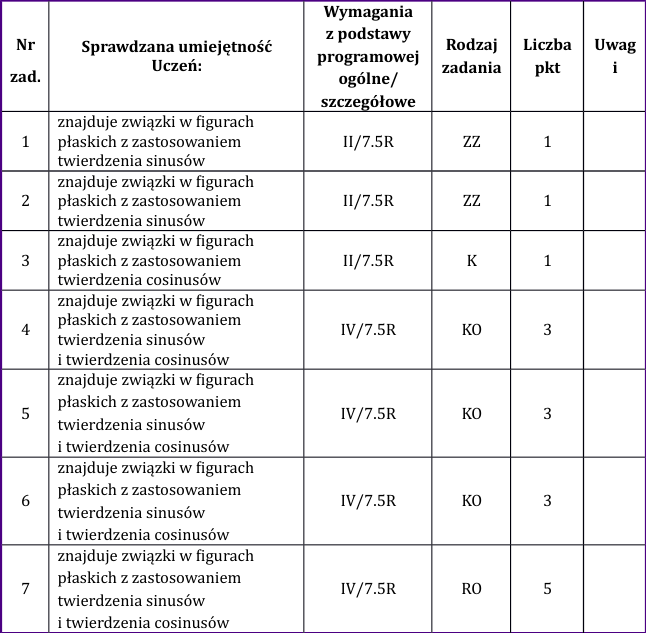 Nr
zad.
Sprawdzana umiejętność
Uczeń:
Wymagania
z podstawy
programowej
ogólne/
szczegółowe
Rodzaj
zadania
Liczba
pkt
Uwag
i
1
znajduje związki w figurach
płaskich z zastosowaniem
twierdzenia sinusów
II/7.5R
ZZ
1
2
znajduje związki w figurach
płaskich z zastosowaniem
twierdzenia sinusów
II/7.5R
ZZ
1
3
znajduje związki w figurach
płaskich z zastosowaniem
twierdzenia cosinusów
II/7.5R
K
1
4
znajduje związki w figurach
płaskich z zastosowaniem
twierdzenia sinusów
i twierdzenia cosinusów
IV/7.5R
KO
3
5
znajduje związki w figurach
płaskich z zastosowaniem
twierdzenia sinusów
i twierdzenia cosinusów
IV/7.5R
KO
3
6
znajduje związki w figurach
płaskich z zastosowaniem
twierdzenia sinusów
i twierdzenia cosinusów
IV/7.5R
KO
3
7
znajduje związki w figurach
płaskich z zastosowaniem
twierdzenia sinusów
i twierdzenia cosinusów
IV/7.5R
RO
5